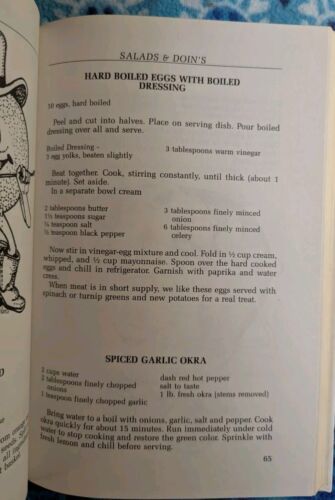 SALADS & DOIN'S
HARD BOILED EGGS WITH BOILED
DRESSING
10 eggs, hard boiled
Peel and cut into halves. Place on serving dish. Pour boiled
dressing over all and serve.
Boiled Dressing -
3 tablespoons warm vinegar
3 egg yolks, beaten slightly
Beat together. Cook, stirring constantly, until thick (about 1
minute). Set aside.
In a separate bowl cream
2 tablespoons butter
1½ teaspoons sugar
teaspoon salt
teaspoon black pepper
3 tablespoons finely minced
onion
6 tablespoons finely minced
celery
Now stir in vinegar-egg mixture and cool. Fold in ½ cup cream,
whipped, and ½ cup mayonnaise. Spoon over the hard cooked
eggs and chill in refrigerator. Garnish with paprika and water
cress.
When meat is in short supply, we like these eggs served with
spinach or turnip greens and new potatoes for a real treat.
SPICED GARLIC OKRA
cups water
2 tablespoons finely chopped
onions
1 teaspoon finely chopped garlic
dash red hot pepper
salt to taste
1 lb. fresh okra (stems removed)
Bring water to a boil with onions, garlic, salt and pepper. Cook
okra quickly for about 15 minutes. Run immediately under cold
water to stop cooking and restore the green color. Sprinkle with
fresh lemon and chill before serving.
65